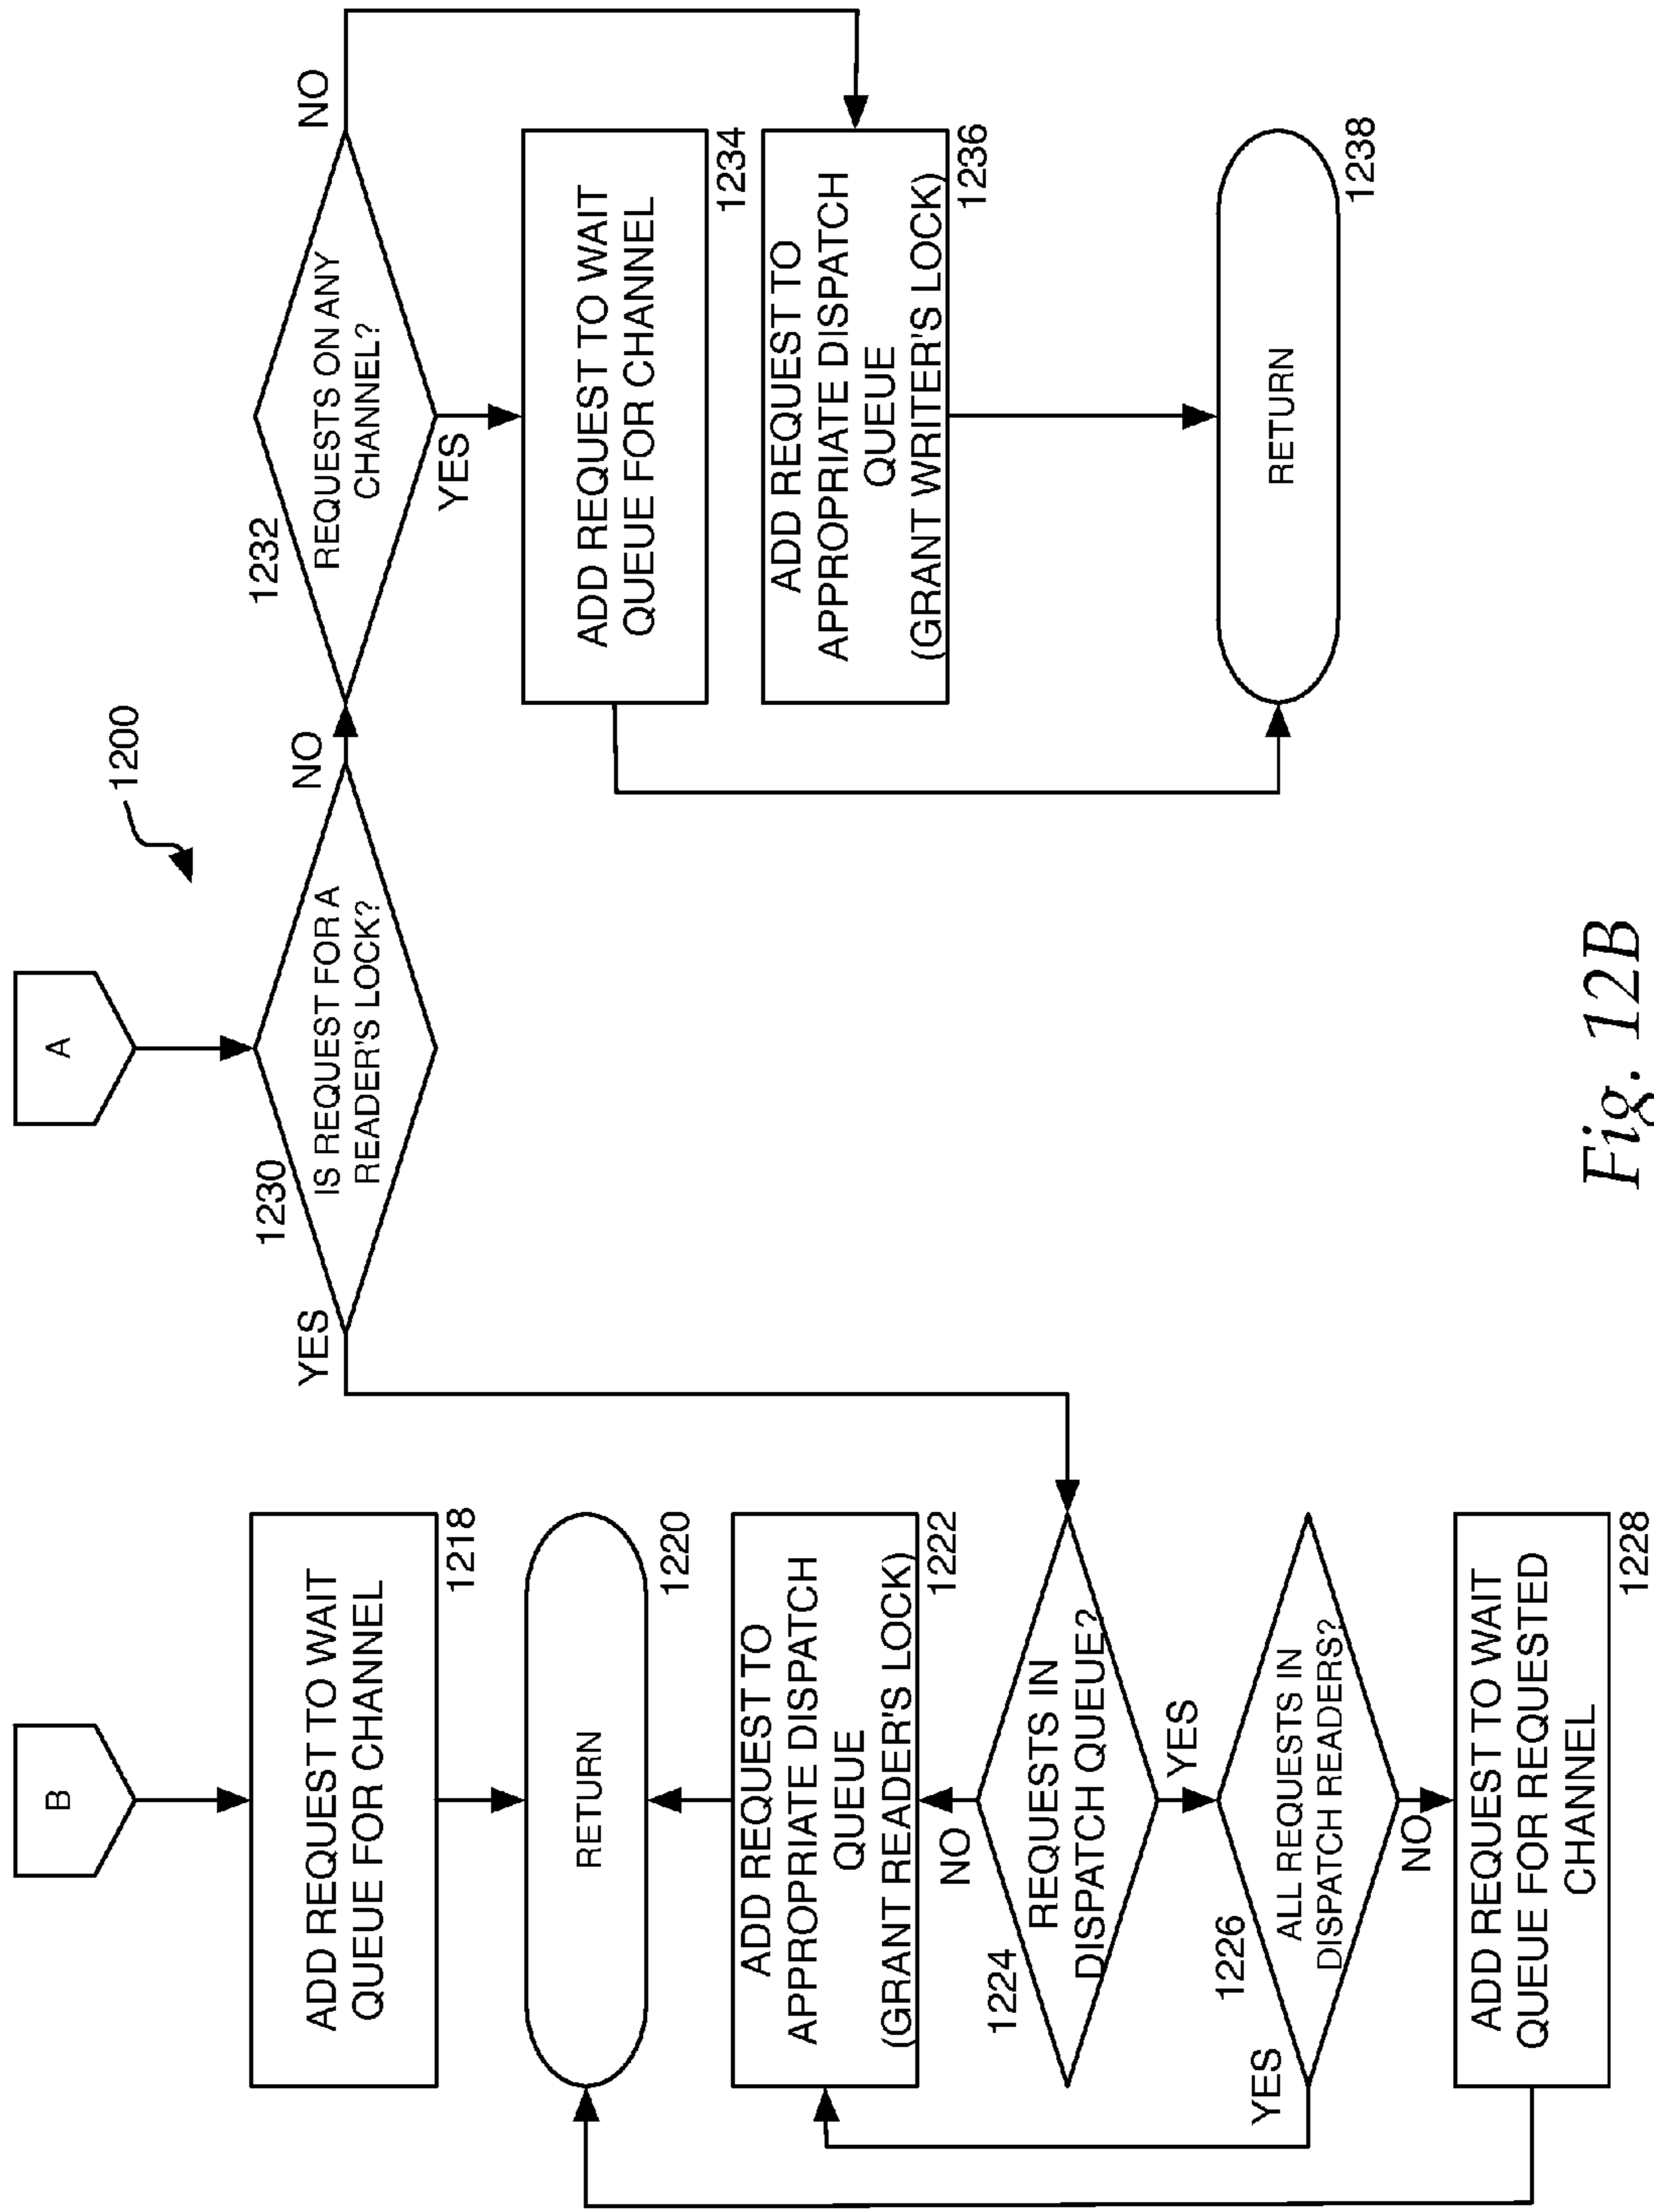 B
ADD REQUEST TO WAIT
QUEUE FOR CHANNEL
1218
RETURN
1220
ADD REQUEST TO
APPROPRIATE DISPATCH
QUEUE
(GRANT READER'S LOCK)
1222
NO
1224
REQUESTS IN
DISPATCH QUEUE?
YES
1226
ALL REQUESTS IN
DISPATCH READERS?
YES
NO
ADD REQUEST TO WAIT
QUEUE FOR REQUESTED
CHANNEL
1228
A
1200
1230
IS REQUEST FOR A
READER'S LOCK?
YES
NO
1232
REQUESTS ON ANY
CHANNEL?
NO
YES
ADD REQUEST TO WAIT
QUEUE FOR CHANNEL
1234
ADD REQUEST TO
APPROPRIATE DISPATCH
QUEUE
(GRANT WRITER'S LOCK)
1236
RETURN
1238
Fig. 12B